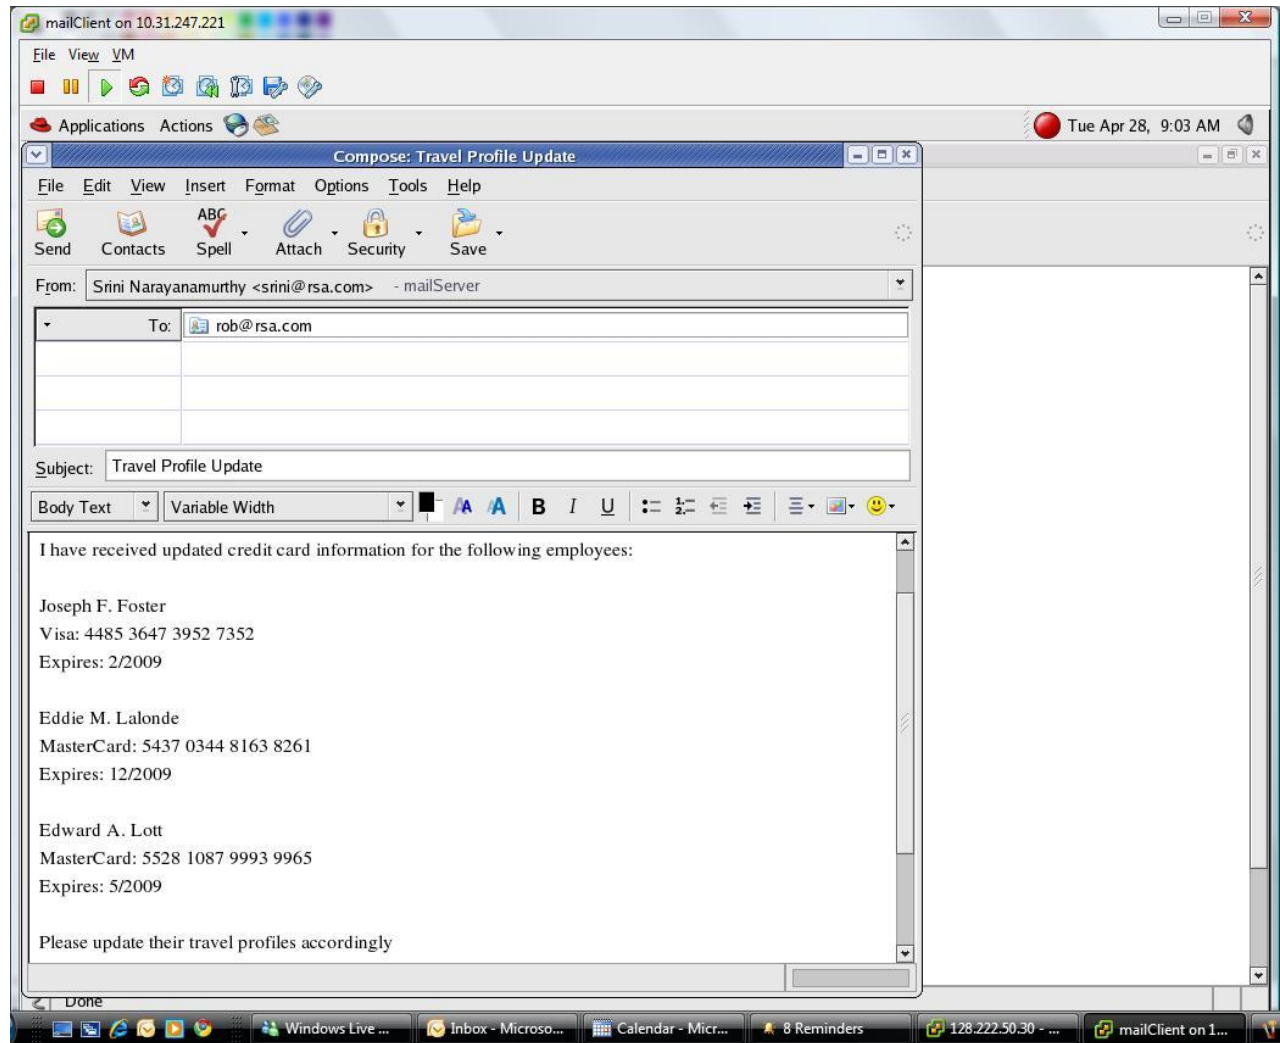 mailClient on 10.31.247.221
File View VM
Applications Actions
Tue Apr 28, 9:03 AM
Compose: Travel Profile Update
File Edit View Insert Format Options Tools Help
ABC
Send Contacts Spell Attach Security Save
From: Srini Narayanamurthy <srini@rsa.com> - mailServer
To: rob@rsa.com
Subject: Travel Profile Update
Body Text Variable Width B I U
I have received updated credit card information for the following employees:
Joseph F. Foster
Visa: 4485 3647 3952 7352
Expires: 2/2009
Eddie M. Lalonde
MasterCard: 5437 0344 8163 8261
Expires: 12/2009
Edward A. Lott
MasterCard: 5528 1087 9993 9965
Expires: 5/2009
Please update their travel profiles accordingly
Done
Windows Live ... Inbox - Microso... Calendar - Micr... 8 Reminders 128.222.50.30 - ... mailClient on 1...